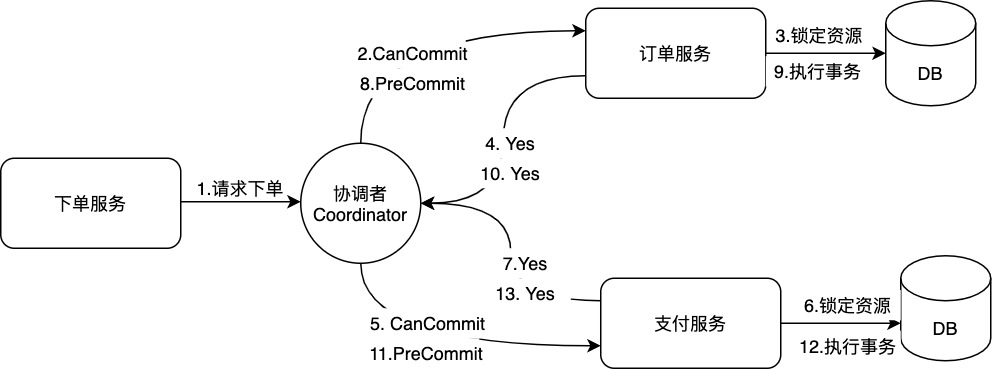 下单服务
1.请求下单
协调者
Coordinator
2.CanCommit
8.PreCommit
订单服务
3.锁定资源
9.执行事务
DB
4. Yes
10. Yes
7.Yes
13. Yes
5. CanCommit
11.PreCommit
支付服务
6.锁定资源
12.执行事务
DB